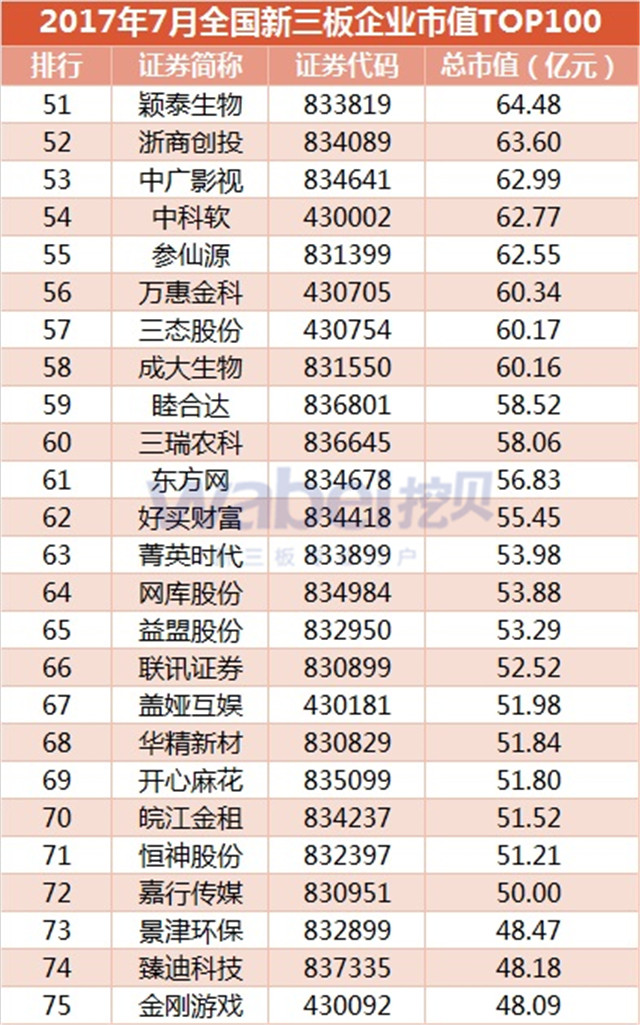 2017年7月全国新三板企业市值TOP100
排行 证券简称 证券代码 总市值（亿元）
51 颖泰生物 833819 64.48
52 浙商创投 834089 63.60
53 中广影视 834641 62.99
54 中科软 430002 62.77
55 参仙源 831399 62.55
56 万惠金科 430705 60.34
57 三态股份 430754 60.17
58 成大生物 831550 60.16
59 睦合达 836801 58.52
60 三瑞农科 836645 58.06
61 东方网 834678 56.83
wabei挖贝
62 好买财富 834418 55.45
63 菁英时代 833899 53.98
64 网库股份 834984 53.88
65 益盟股份 832950 53.29
66 联讯证券 830899 52.52
67 盖娅互娱 430181 51.98
68 华精新材 830829 51.84
69 开心麻花 835099 51.80
70 皖江金租 834237 51.52
71 恒神股份 832397 51.21
72 嘉行传媒 830951 50.00
73 景津环保 832899 48.47
74 臻迪科技 837335 48.18
75 金刚游戏 430092 48.09